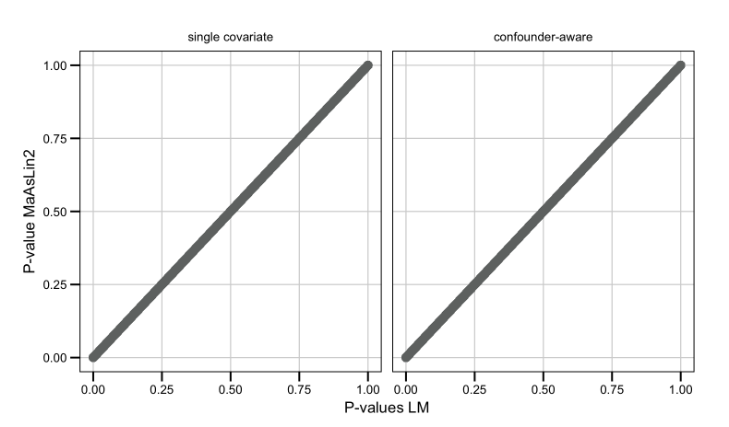 single covariate
confounder-aware
P-value MaAsLin2
1.00
0.75
0.50
0.25
0.00
0.00 0.25 0.50 0.75 1.00 0.00 0.25 0.50 0.75 1.00
P-values LM